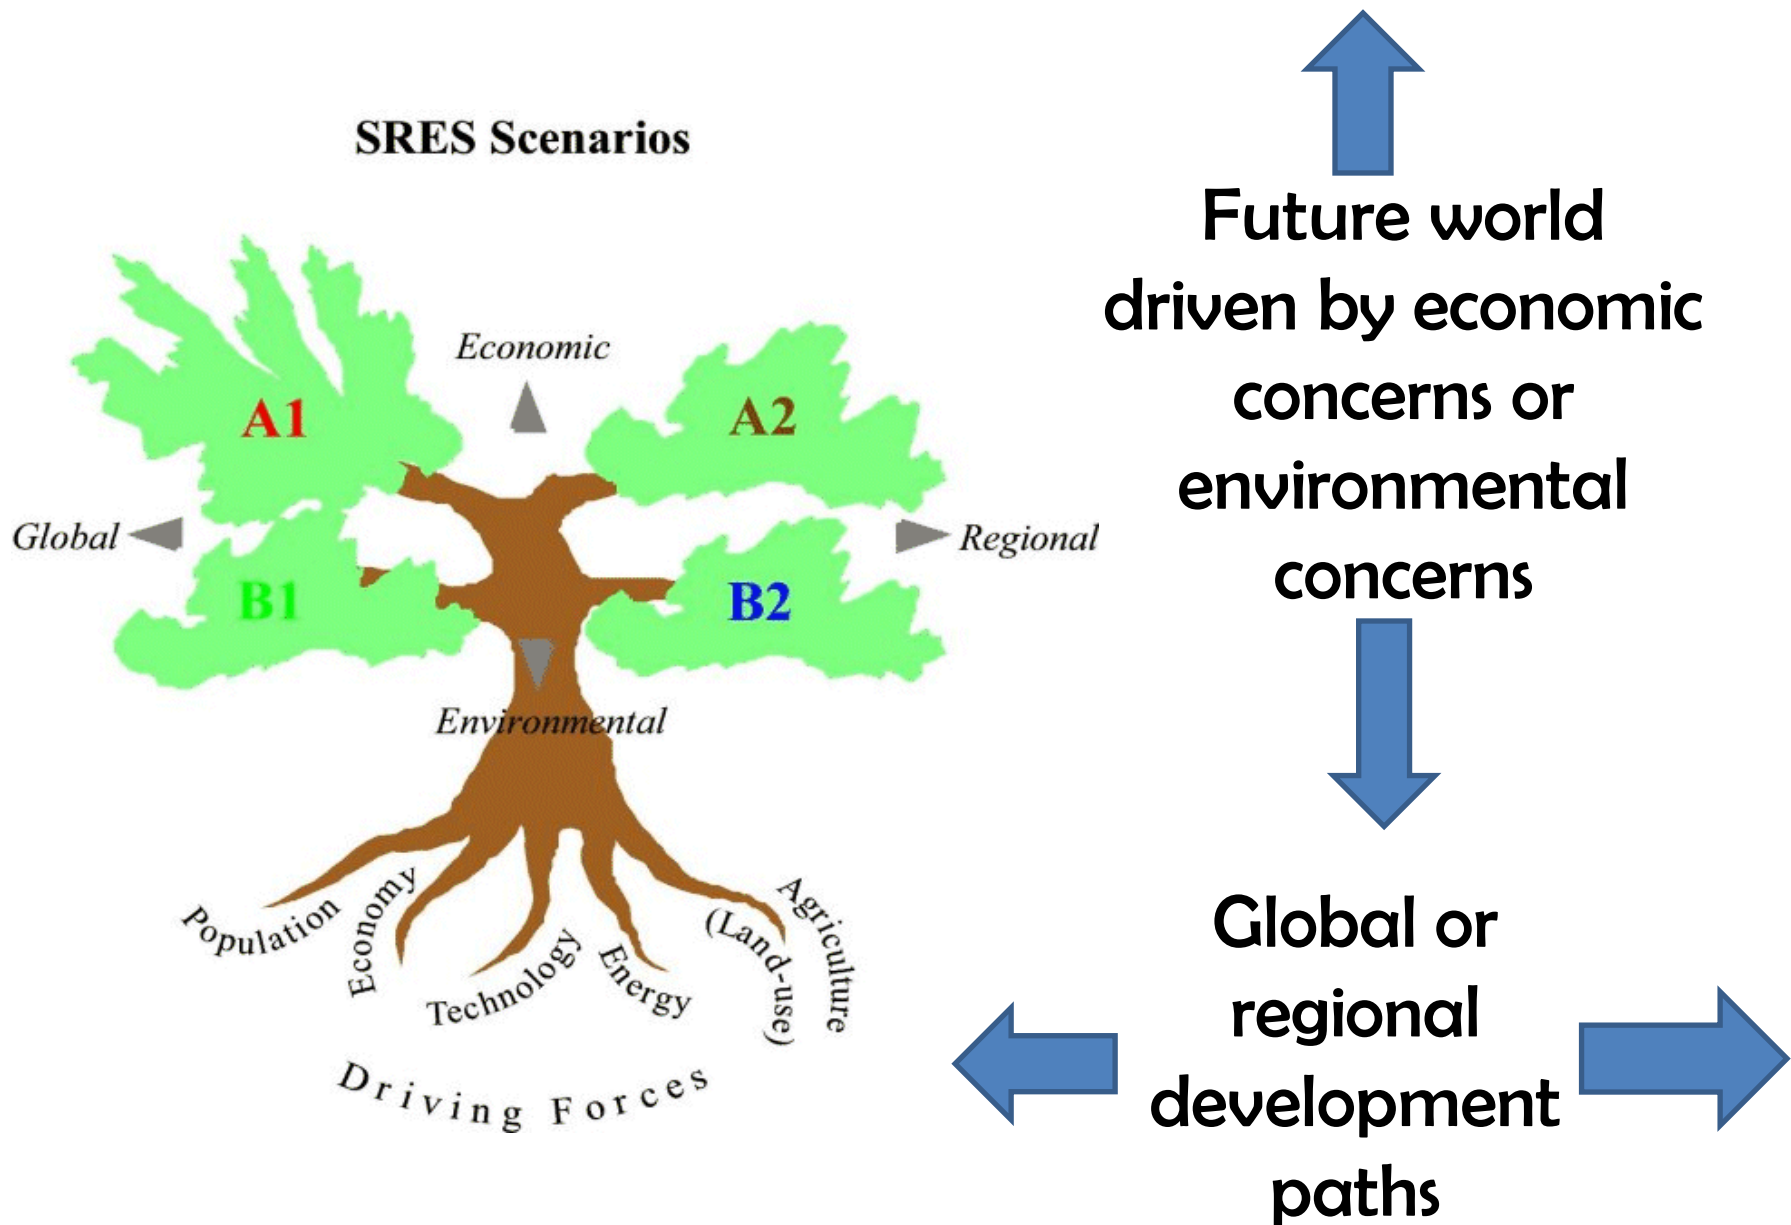 SRES Scenarios
Economic
A1
A2
Global
Regional
B1
B2
Environmental
Population
Economy
Technology
Energy
Agriculture
(Land-use)
Driving Forces
Future world
driven by economic
concerns or
environmental
concerns
Global or
regional
development
paths